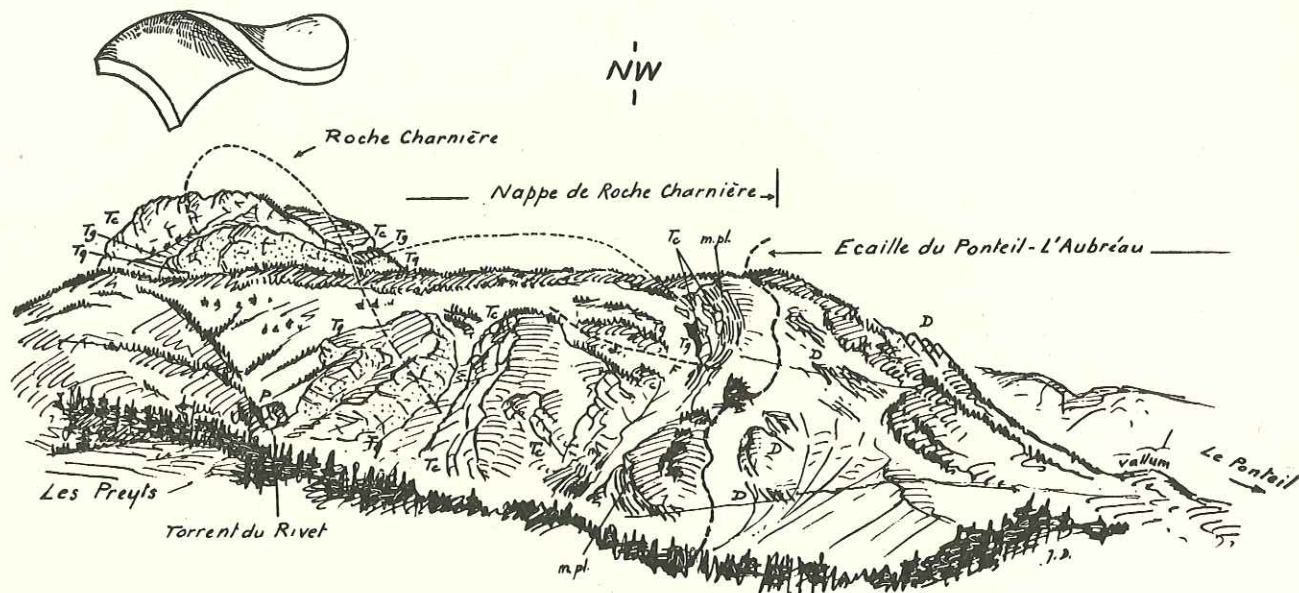 NW
Roche Charnière
Nappe de Roche Charnière
Ecaille du Ponteil-L'Aubréau
Tc
Tg
Tg
Tc
Tg
Tg
Tc
m.pl.
Tg
Tc
Tg
F
D
D
P
Tg
Tc
Tc
D
D
Les Preyts
Torrent du Rivet
m.pl.
vallum
Le Ponteil
J.D.